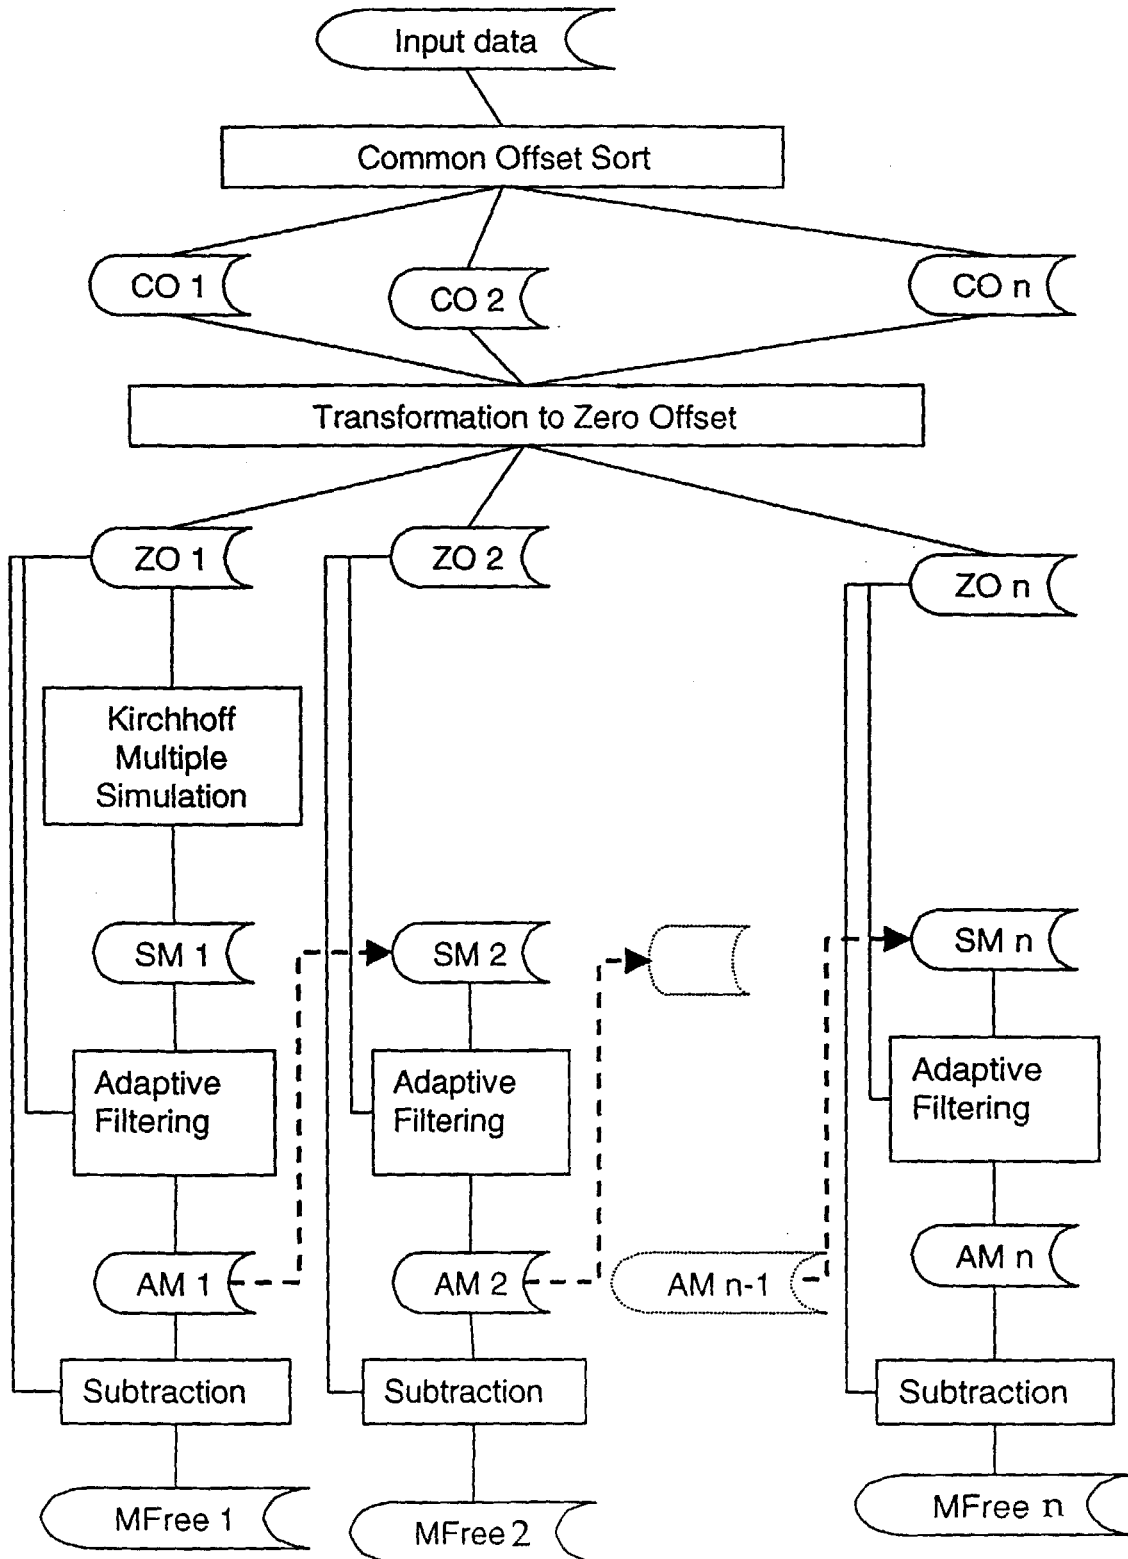 Input data
Common Offset Sort
CO 1
CO 2
CO n
Transformation to Zero Offset
ZO 1
ZO 2
ZO n
Kirchhoff
Multiple
Simulation
SM 1
SM 2
SM n
Adaptive
Filtering
Adaptive
Filtering
Adaptive
Filtering
AM 1
AM 2
AM n-1
AM n
Subtraction
Subtraction
Subtraction
MFree 1
MFree 2
MFree n